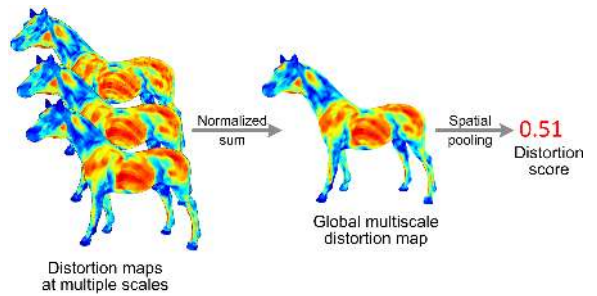 Normalized
sum
Spatial
pooling
0.51
Distortion
score
Global multiscale
distortion map
Distortion maps
at multiple scales